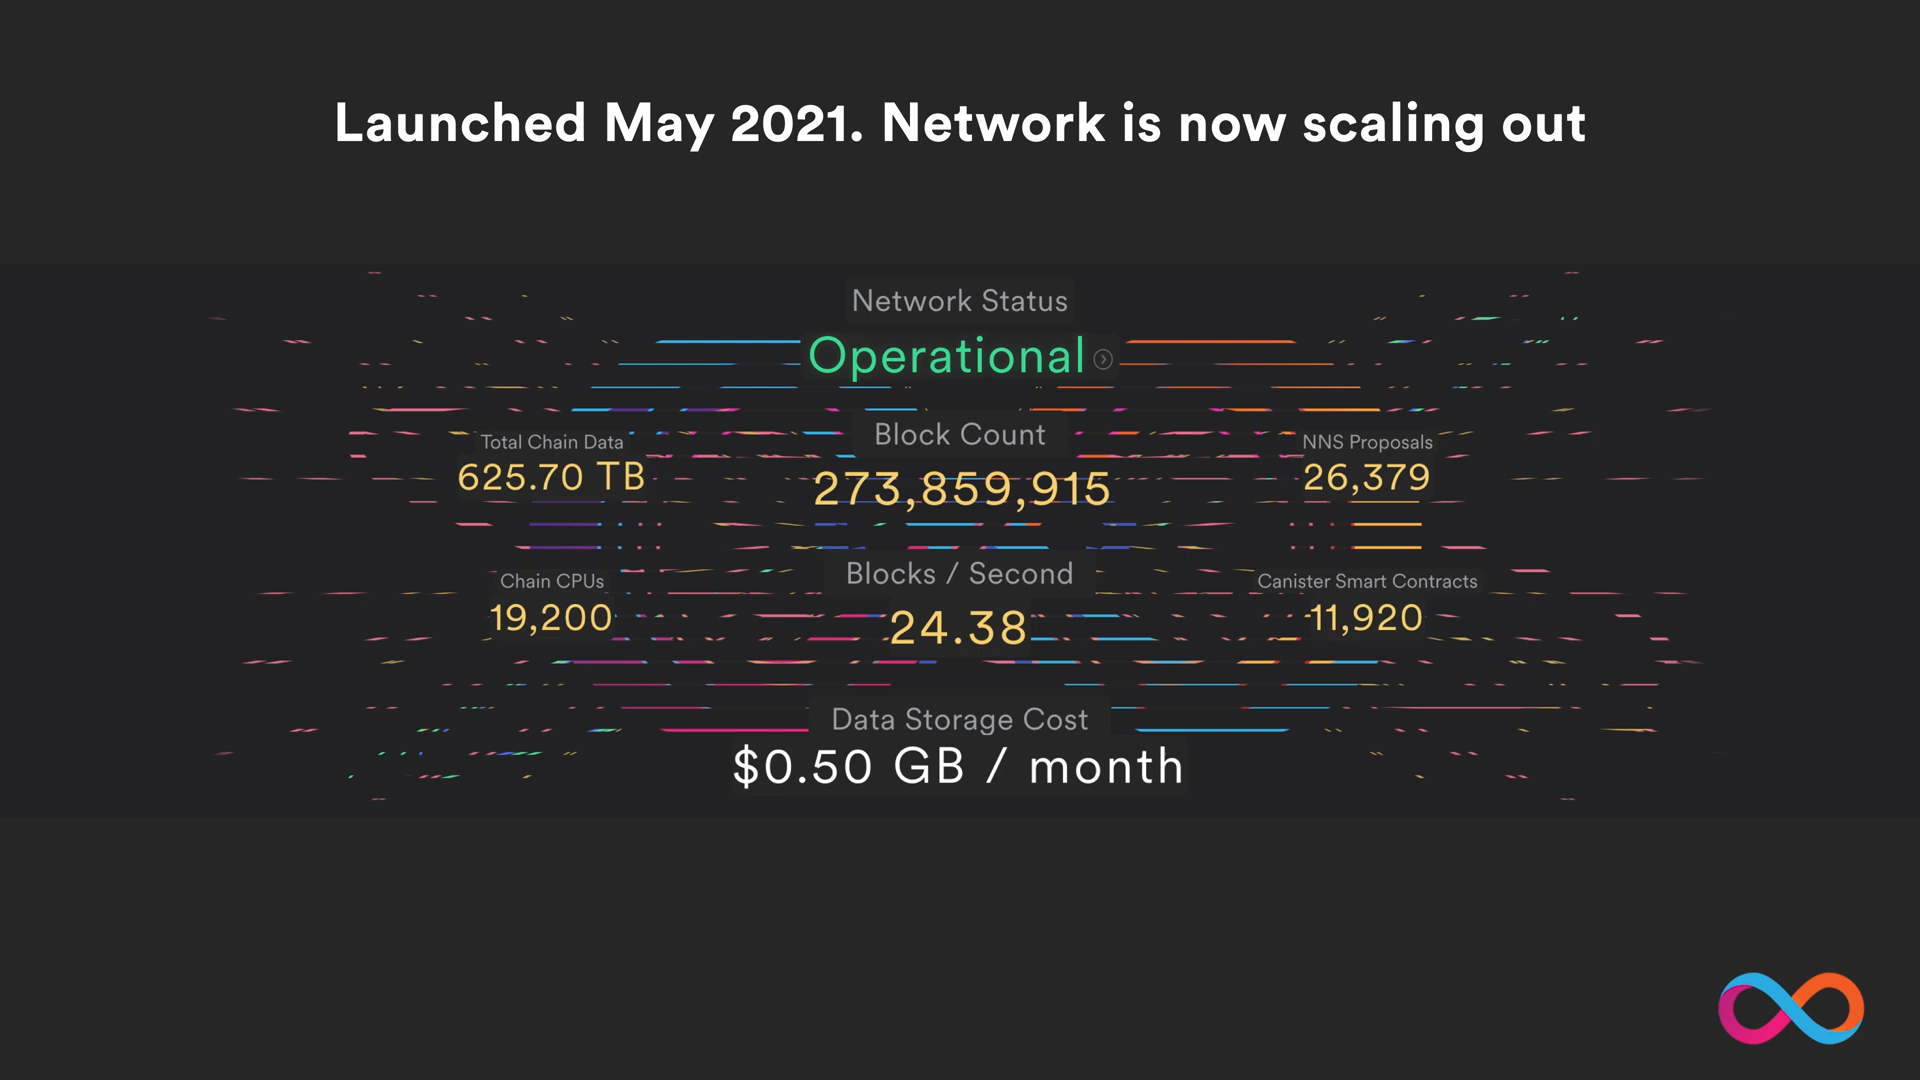 Launched May 2021. Network is now scaling out
Network Status
Operational
Total Chain Data
625.70 TB
Block Count
273,859,915
NNS Proposals
26,379
Chain CPUs
19,200
Blocks / Second
24.38
Canister Smart Contracts
11,920
Data Storage Cost
$0.50 GB / month